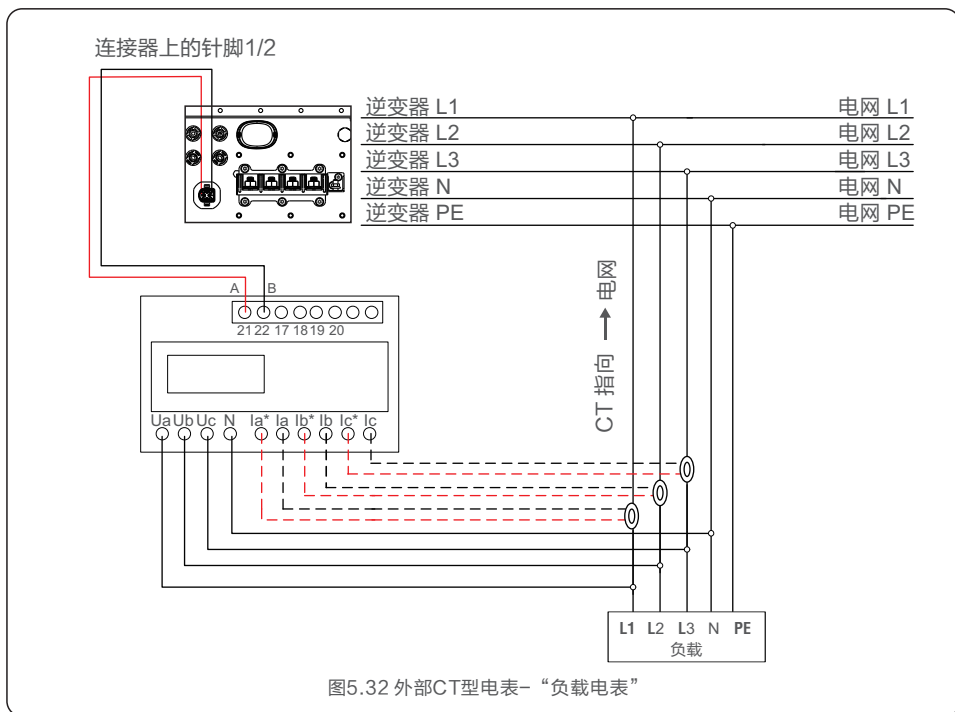 连接器上的针脚1/2
逆变器 L1 电网 L1
逆变器 L2 电网 L2
逆变器 L3 电网 L3
逆变器 N 电网 N
逆变器 PE 电网 PE
CT 指向 → 电网
A B
21 22 17 18 19 20
Ua Ub Uc N Ia* Ia Ib* Ib Ic* Ic
L1 L2 L3 N PE
负载
图5.32 外部CT型电表–“负载电表”